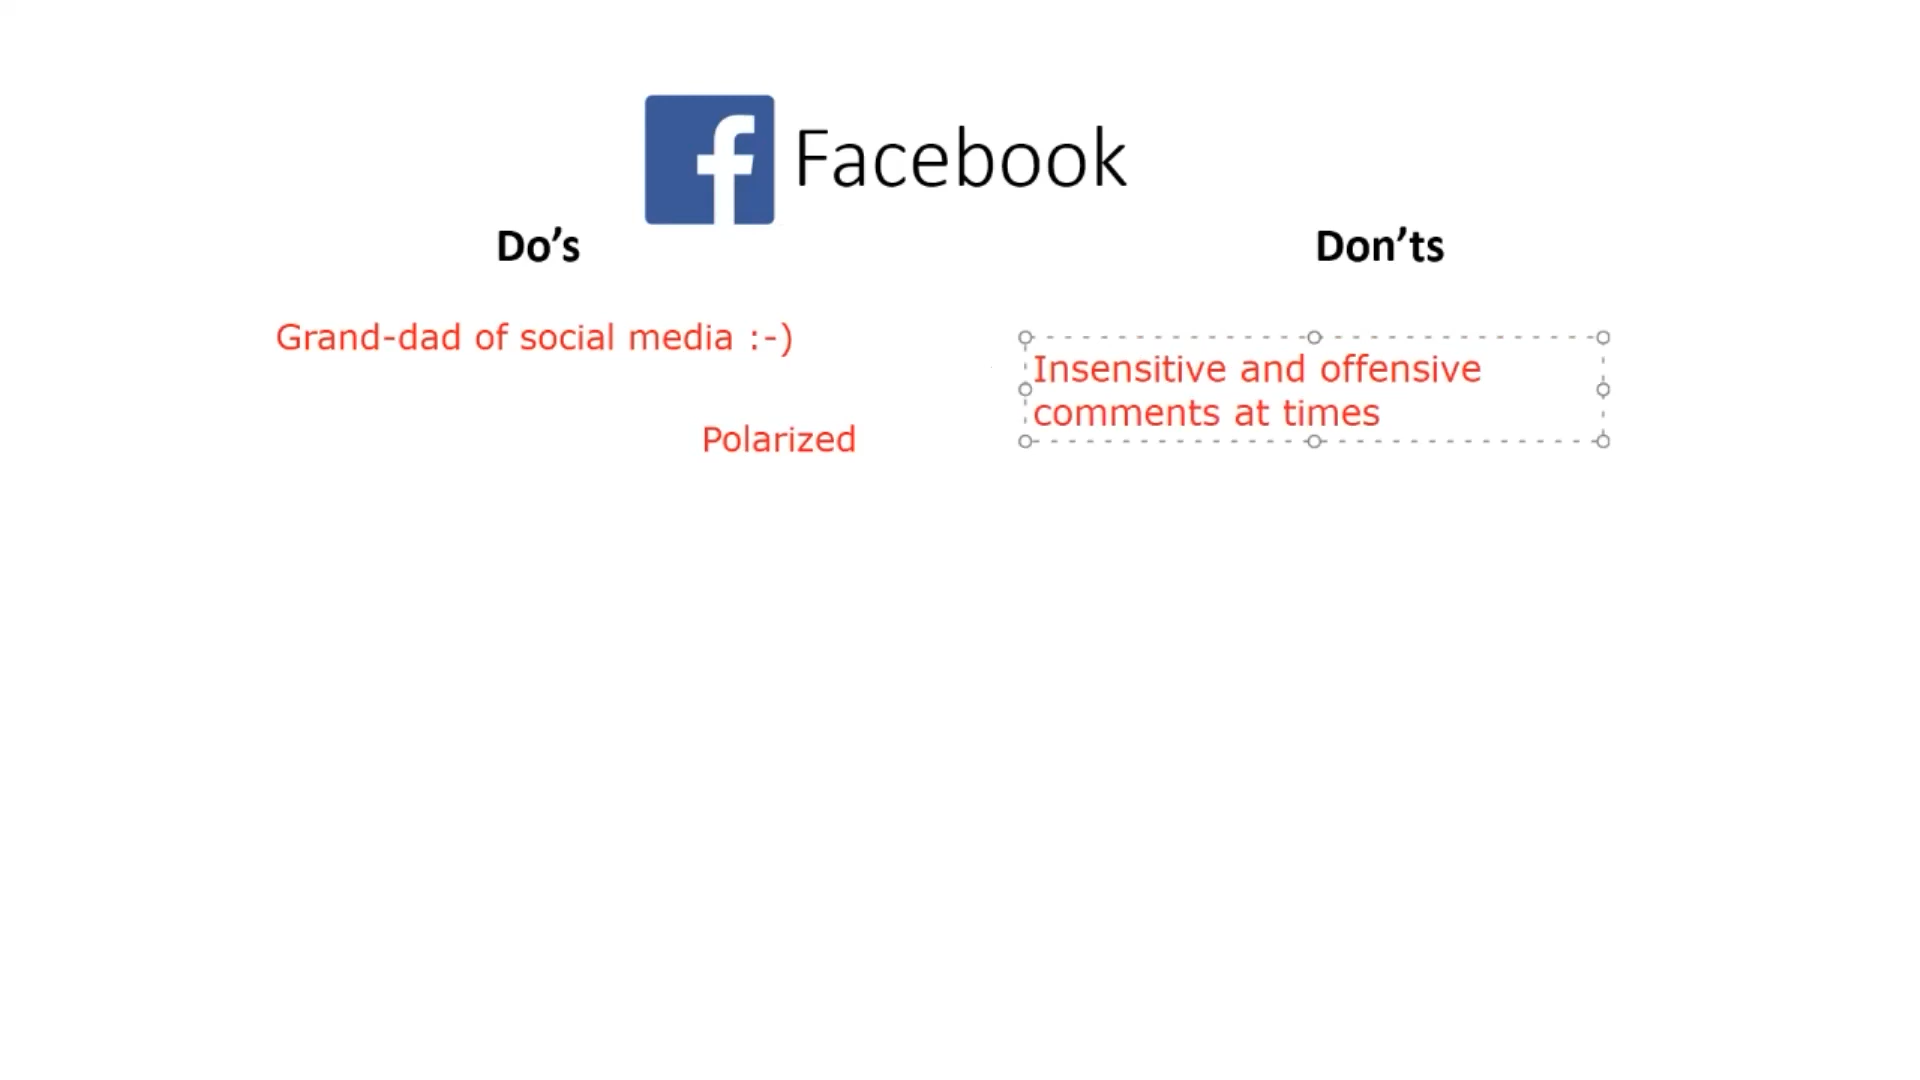 Facebook
Do’s
Don’ts
Grand-dad of social media :-)
Insensitive and offensive
comments at times
Polarized